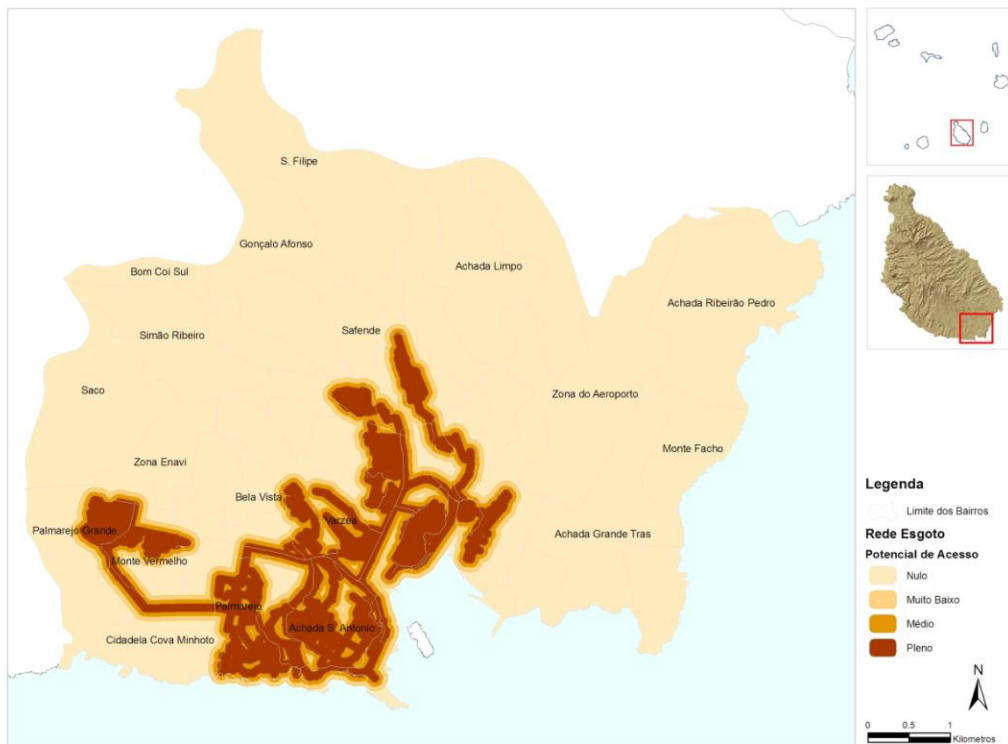 S. Filipe
Gonçalo Afonso
Bom Coi Sul
Achada Limpo
Achada Ribeirão Pedro
Safende
Simão Ribeiro
Saco
Zona do Aeroporto
Monte Facho
Zona Enavi
Bela Vista
Varzea
Palmarejo Grande
Achada Grande Tras
Monte Vermelho
Palmarejo
Achada S. Antonio
Cidadela Cova Minhoto
Legenda
Limite dos Bairros
Rede Esgoto
Potencial de Acesso
Nulo
Muito Baixo
Médio
Pleno
N
0 0.5 1
Kilometros